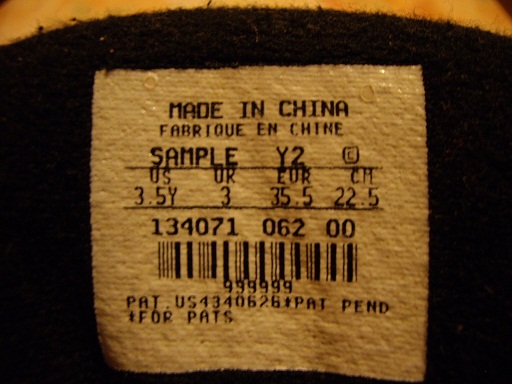 MADE IN CHINA
FABRIQUE EN CHINE
SAMPLE Y2 ©
US UK EUR CM
3.5Y 3 35.5 22.5
134071 062 00
999999
PAT.US4340626*PAT PEND
*FOR PATS